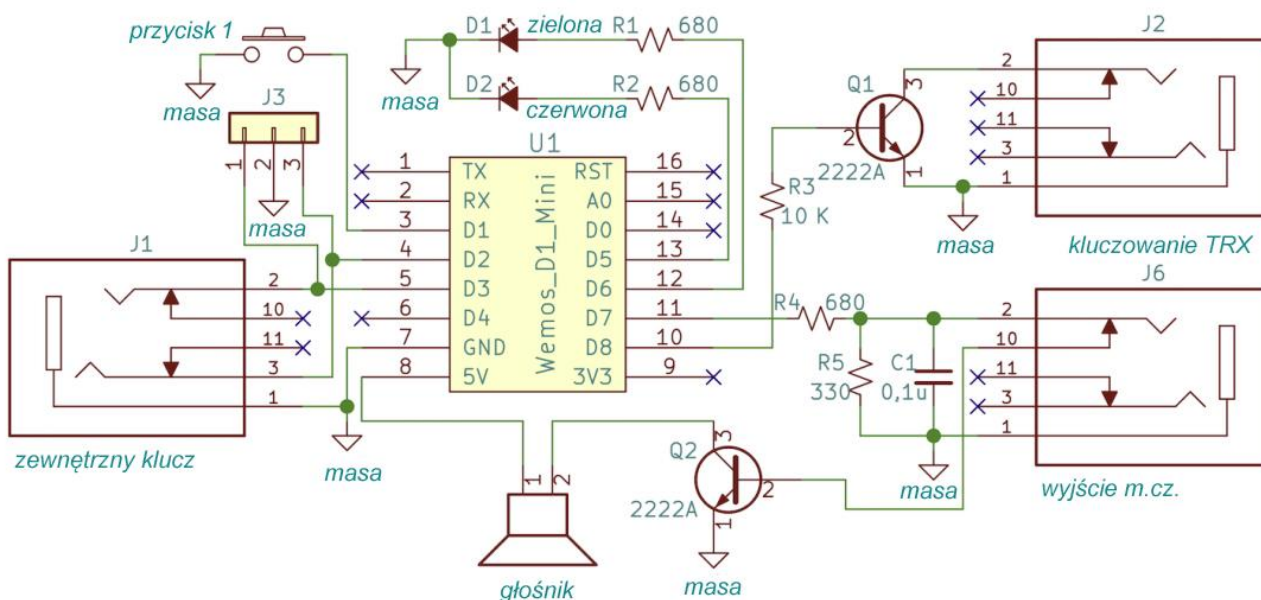 przycisk 1
D1
zielona
R1
680
J2
masa
D2
czerwona
R2
680
masa
J3
1
2
3
masa
U1
Wemos_D1_Mini
1 TX
2 RX
3 D1
4 D2
5 D3
6 D4
7 GND
8 5V
RST 16
A0 15
D0 14
D5 13
D6 12
D7 11
D8 10
3V3 9
Q1
3
2
1
2222A
R3
10 K
masa
2
10
11
3
1
kluczowanie TRX
J1
2
10
11
3
1
zewnętrzny klucz
masa
J6
R4
680
R5
330
C1
0,1u
masa
2
10
11
3
1
wyjście m.cz.
1
2
głośnik
Q2
3
2
1
2222A
masa